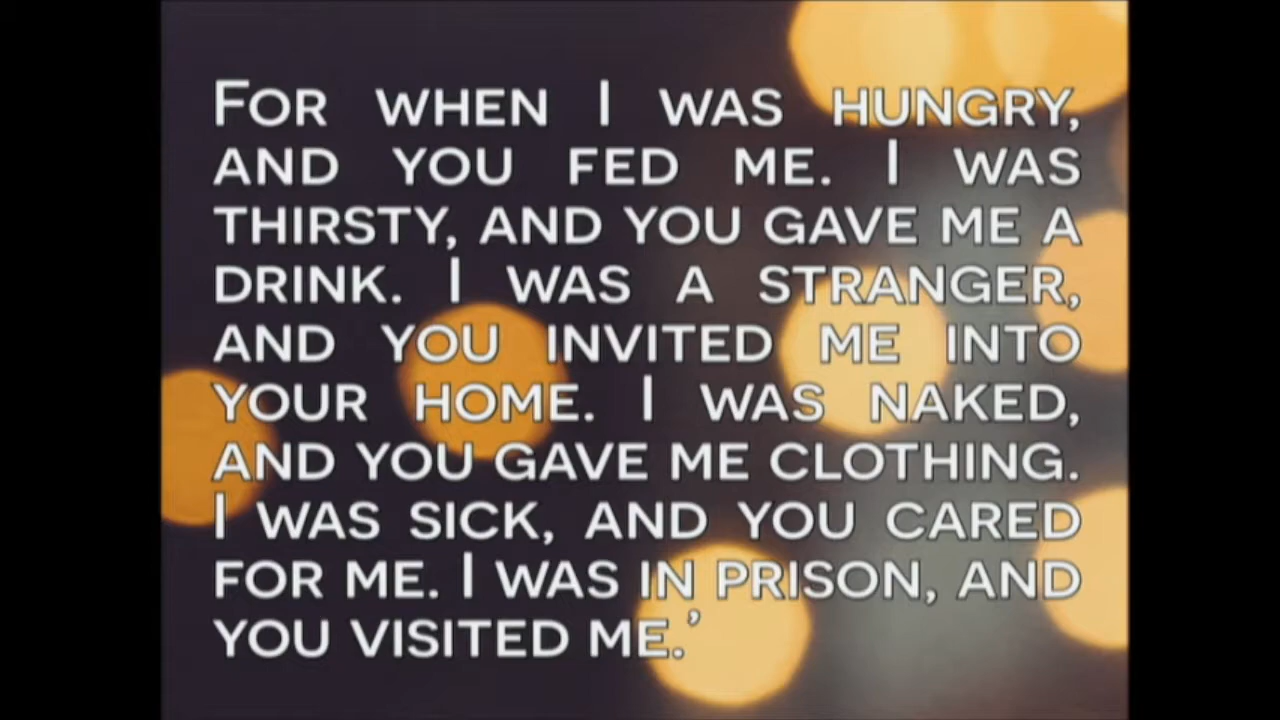 FOR WHEN I WAS HUNGRY,
AND YOU FED ME. I WAS
THIRSTY, AND YOU GAVE ME A
DRINK. I WAS A STRANGER,
AND YOU INVITED ME INTO
YOUR HOME. I WAS NAKED,
AND YOU GAVE ME CLOTHING.
I WAS SICK, AND YOU CARED
FOR ME. I WAS IN PRISON, AND
YOU VISITED ME.’